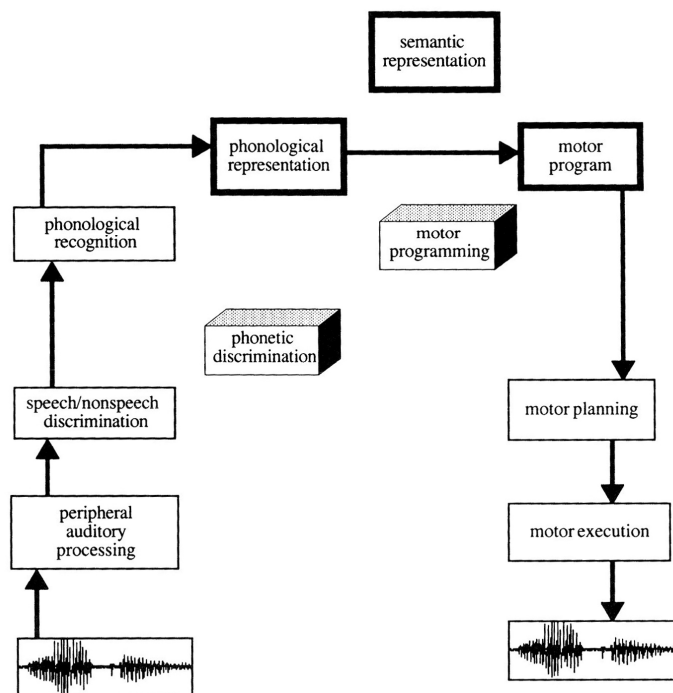 semantic
representation
phonological
representation
motor
program
phonological
recognition
motor
programming
phonetic
discrimination
speech/nonspeech
discrimination
motor planning
peripheral
auditory
processing
motor execution